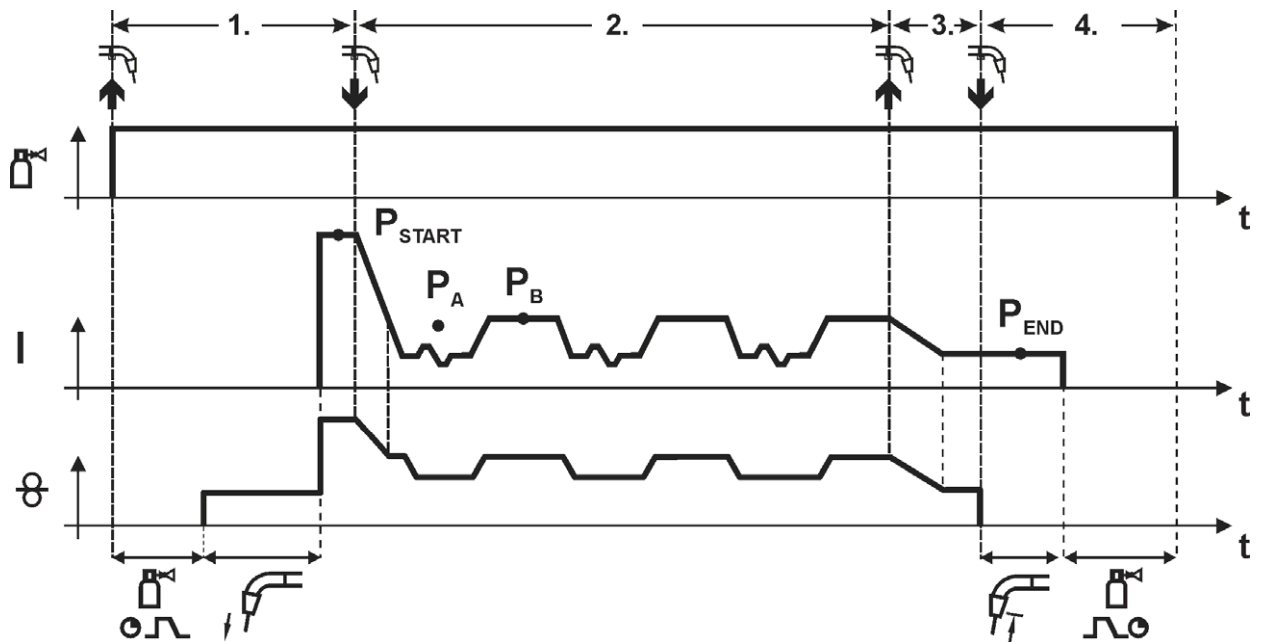 1. 2. 3. 4.
t
P_START
P_A P_B
P_END
I
t
t